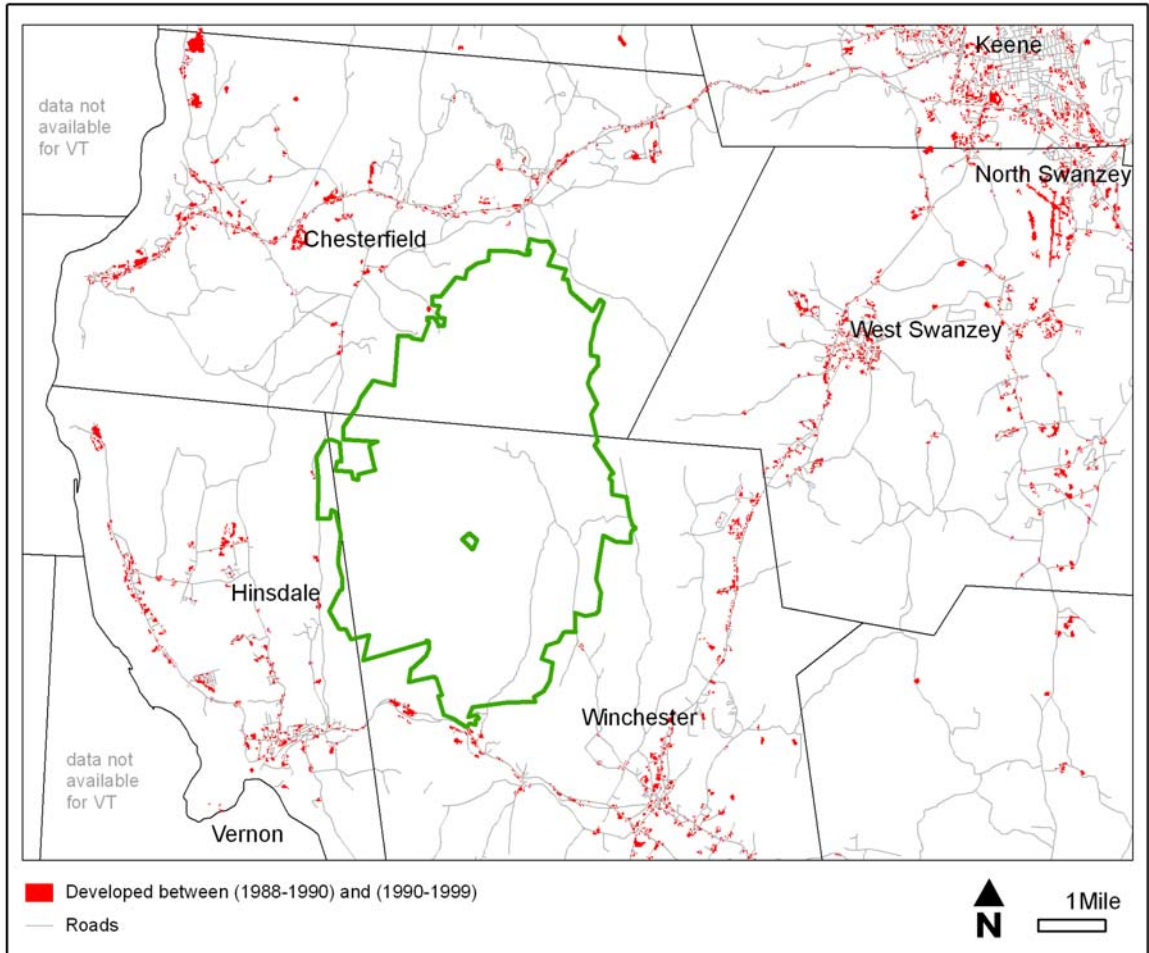 Keene
data not
available
for VT
North Swanzey
Chesterfield
West Swanzey
Hinsdale
Winchester
data not
available
for VT
Vernon
Developed between (1988-1990) and (1990-1999)
Roads
N
1Mile